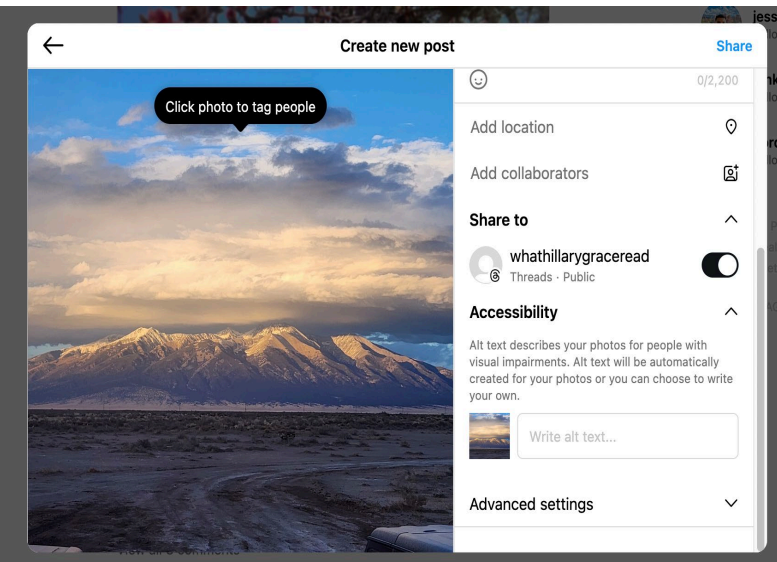 jess
Create new post
Share
Click photo to tag people
0/2,200
Add location
Add collaborators
Share to
whathillarygraceread
Threads · Public
Accessibility
Alt text describes your photos for people with
visual impairments. Alt text will be automatically
created for your photos or you can choose to write
your own.
Write alt text...
Advanced settings